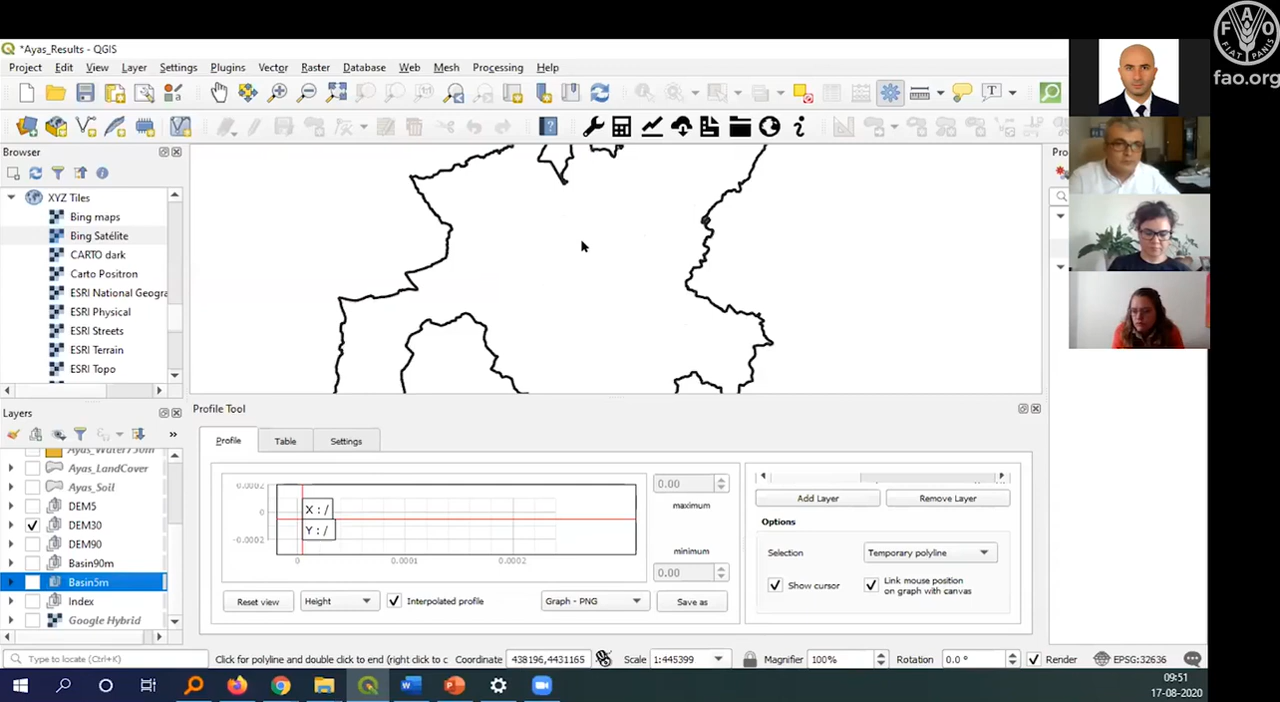 *Ayas_Results - QGIS
Project Edit View Layer Settings Plugins Vector Raster Database Web Mesh Processing Help
Browser
XYZ Tiles
Bing maps
Bing Satélite
CARTO dark
Carto Positron
ESRI National Geogra
ESRI Physical
ESRI Streets
ESRI Terrain
ESRI Topo
Layers
Ayas_Water750m
Ayas_LandCover
Ayas_Soil
DEM5
DEM30
DEM90
Basin90m
Basin5m
Index
Google Hybrid
Profile Tool
Profile Table Settings
0.0002
0
-0.0002
X : /
Y : /
0 0.0001 0.0002
0.00
maximum
minimum
0.00
Reset view Height Interpolated profile Graph - PNG Save as
Add Layer Remove Layer
Options
Selection Temporary polyline
Show cursor Link mouse position
on graph with canvas
Pro
Type to locate (Ctrl+K) Click for polyline and double click to end (right click to c Coordinate 438196,4431165 Scale 1:445399 Magnifier 100% Rotation 0.0 ° Render EPSG:32636
09:51
17-08-2020
F A O
FIAT PANIS
fao.org